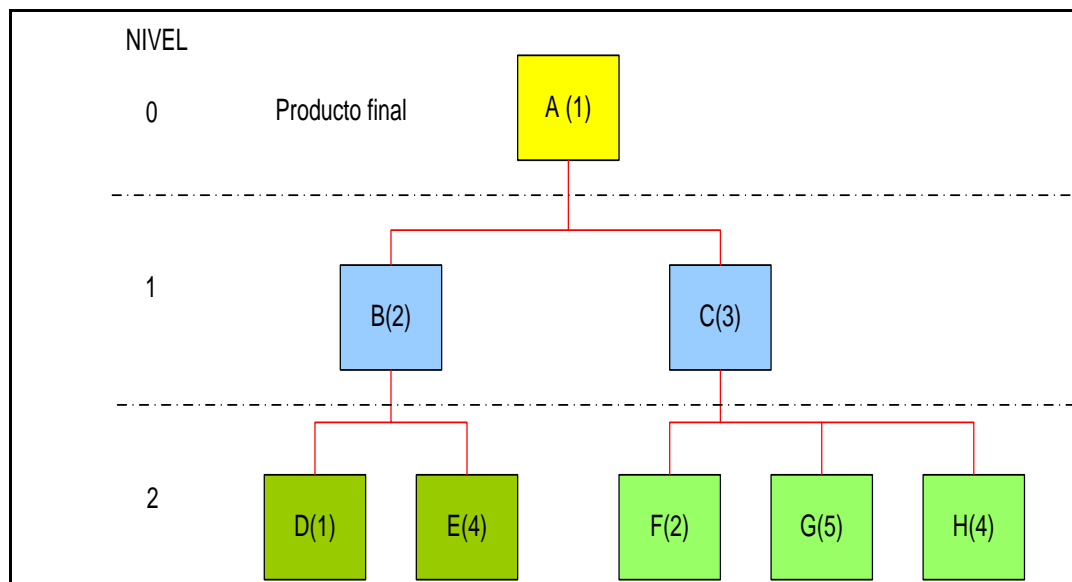 NIVEL
0 Producto final A (1)
1 B(2) C(3)
2 D(1) E(4) F(2) G(5) H(4)